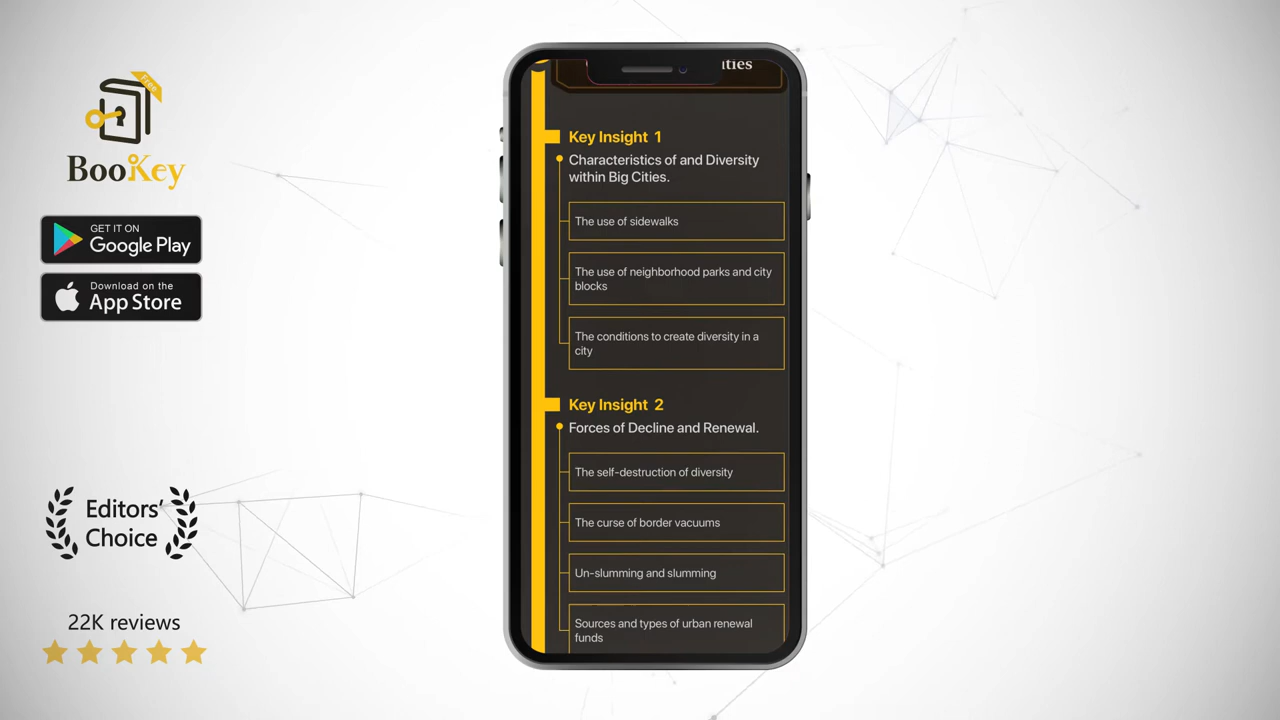 Free
BooKey
GET IT ON
Google Play
Download on the
App Store
Editors'
Choice
22K reviews
Key Insight 1
Characteristics of and Diversity
within Big Cities.
The use of sidewalks
The use of neighborhood parks and city
blocks
The conditions to create diversity in a
city
Key Insight 2
Forces of Decline and Renewal.
The self-destruction of diversity
The curse of border vacuums
Un-slumming and slumming
Sources and types of urban renewal
funds